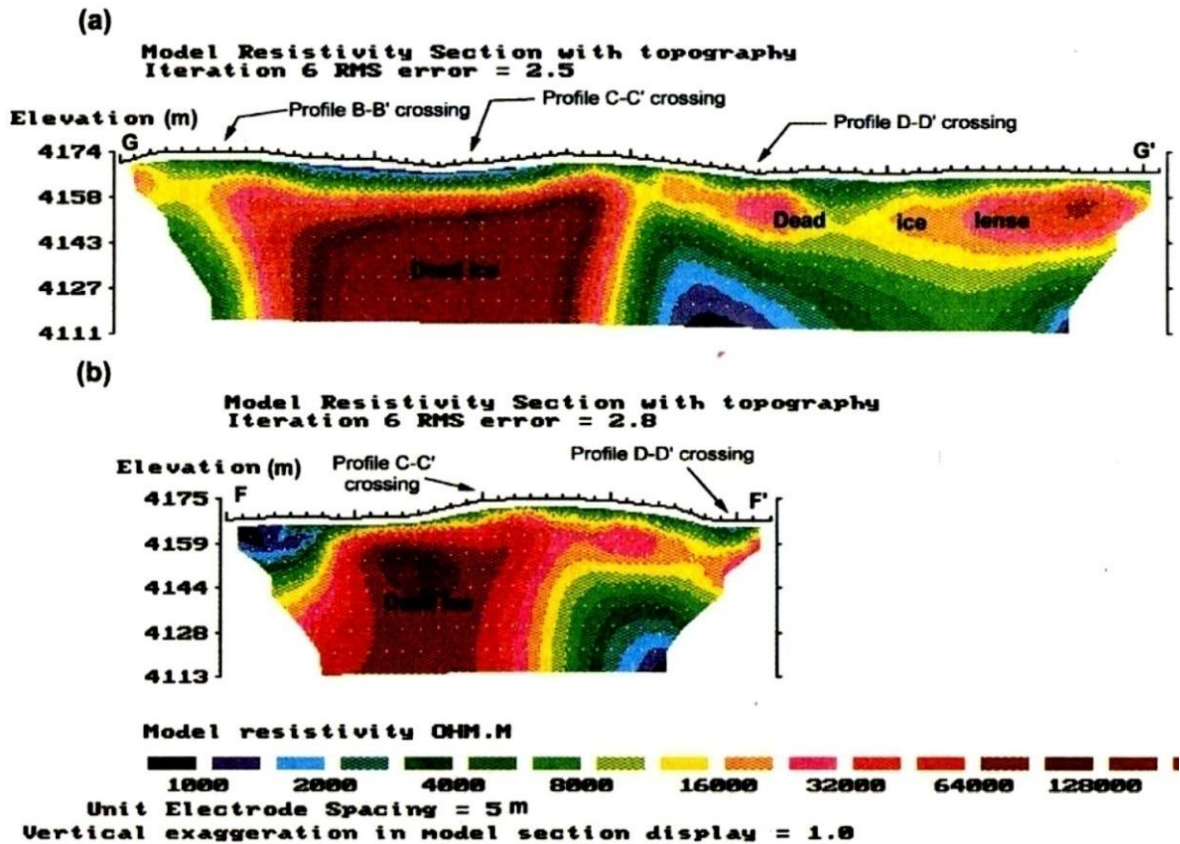 (a)
Model Resistivity Section with topography
Iteration 6 RMS error = 2.5
Profile B-B' crossing
Profile C-C' crossing
Profile D-D' crossing
Elevation (m)
G
G'
4174
4158
4143
4127
4111
Dead ice lense
Dead ice
(b)
Model Resistivity Section with topography
Iteration 6 RMS error = 2.8
Elevation (m)
Profile C-C'
crossing
Profile D-D' crossing
F
F'
4175
4159
4144
4128
4113
Dead ice
Model resistivity OHM.M
1000 2000 4000 8000 16000 32000 64000 128000
Unit Electrode Spacing = 5 m
Vertical exaggeration in model section display = 1.0